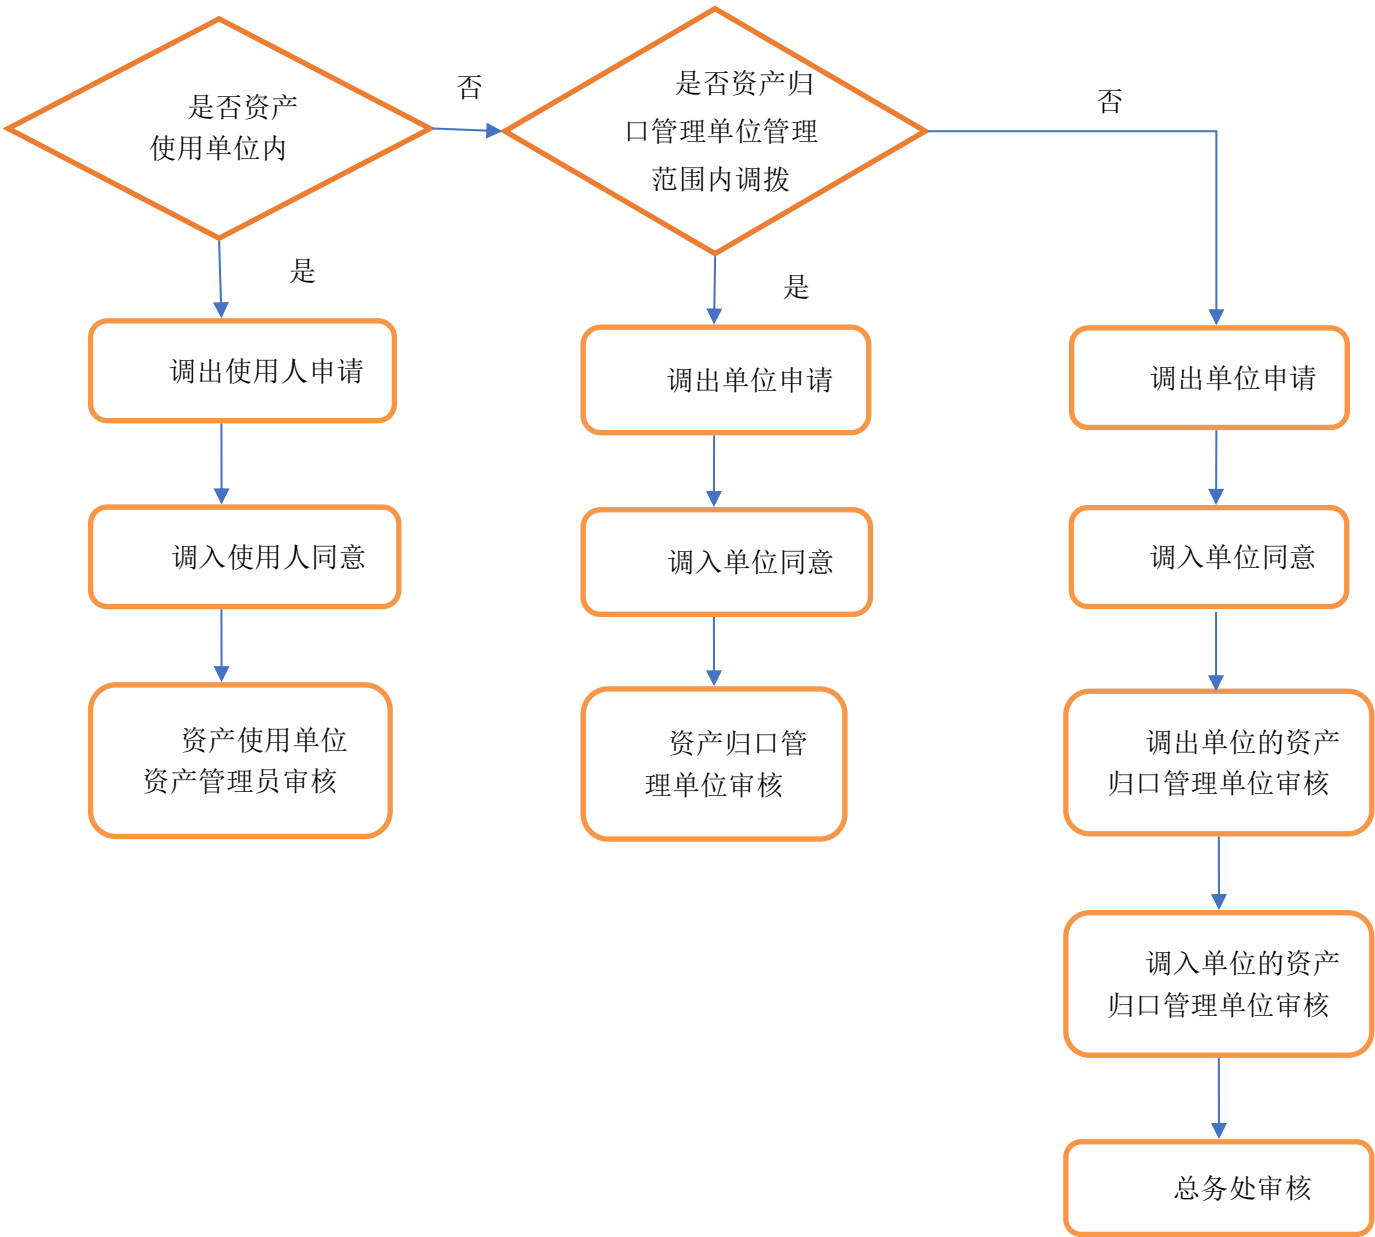 是否资产
使用单位内
否
是否资产归
口管理单位管理
范围内调拨
否
是
是
调出使用人申请
调出单位申请
调出单位申请
调入使用人同意
调入单位同意
调入单位同意
资产使用单位
资产管理员审核
资产归口管
理单位审核
调出单位的资产
归口管理单位审核
调入单位的资产
归口管理单位审核
总务处审核